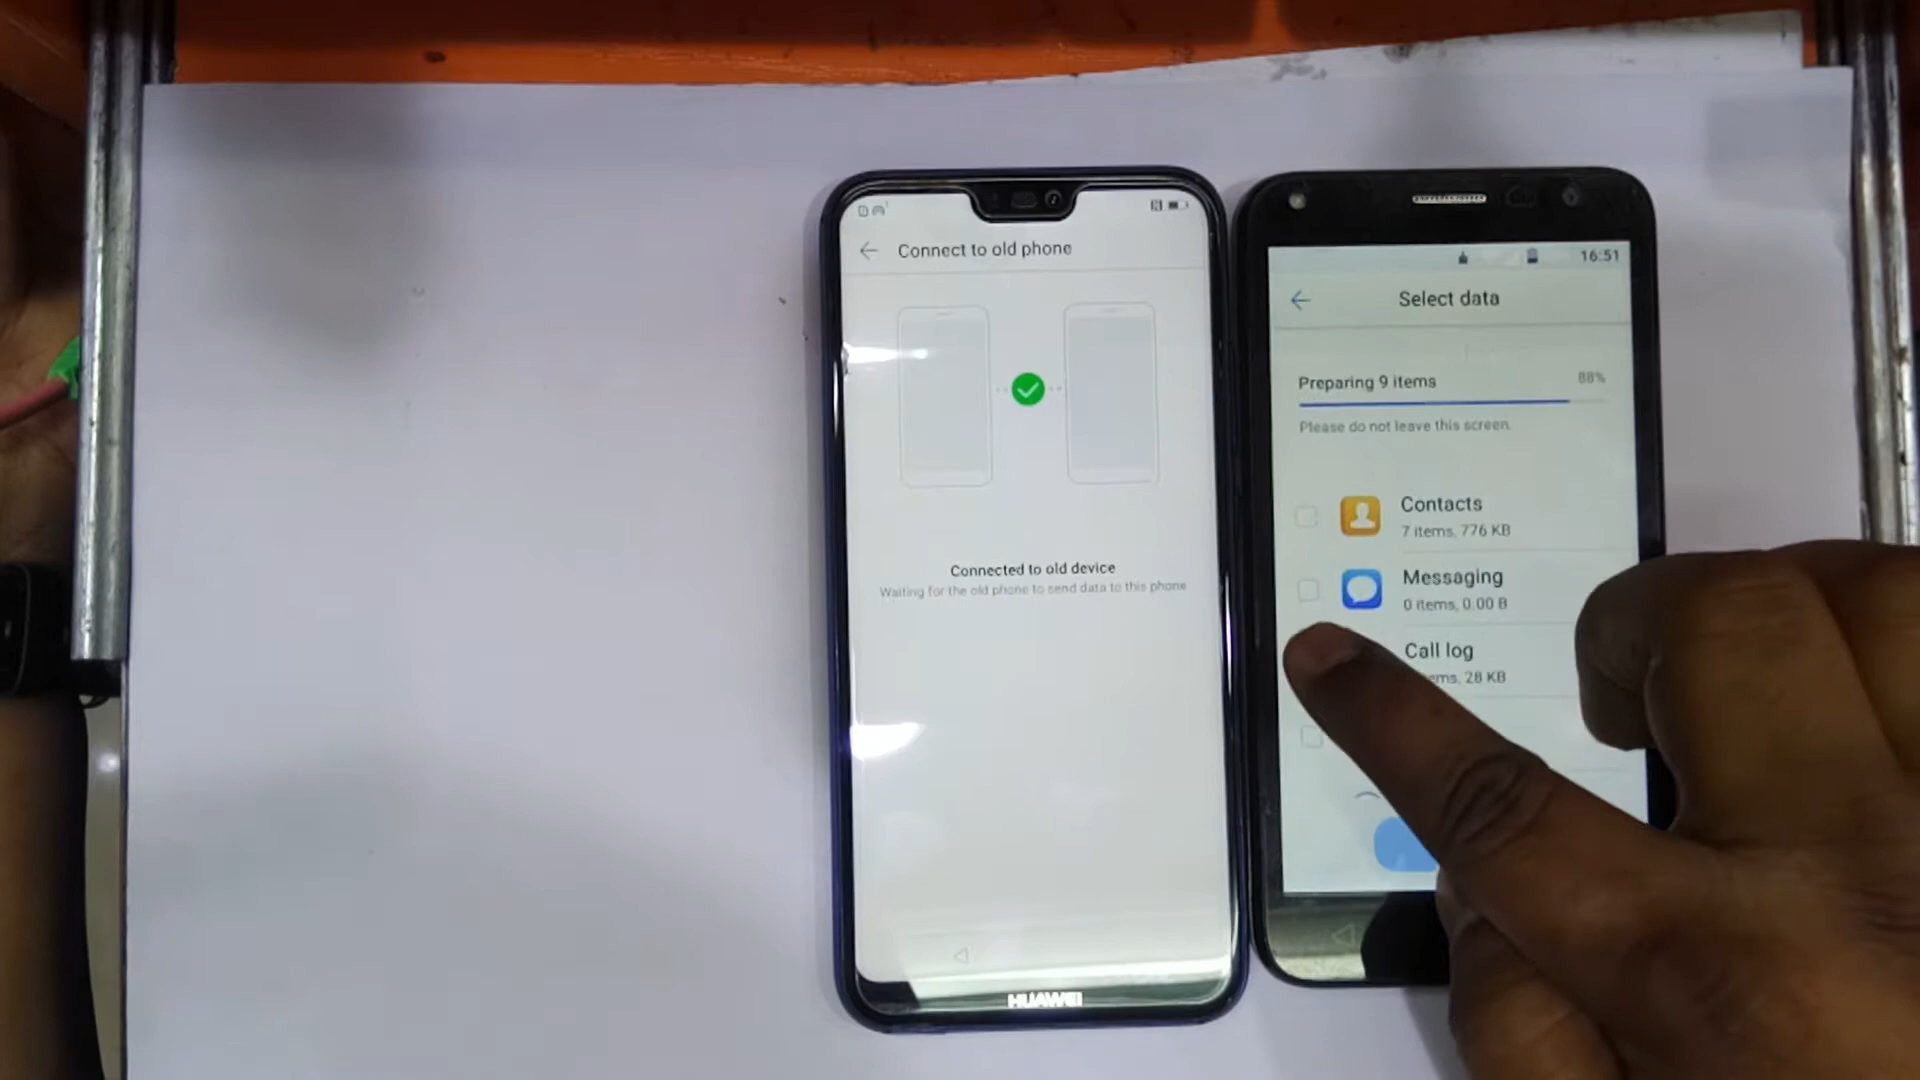 Connect to old phone
Connected to old device
Waiting for the old phone to send data to this phone
HUAWEI
16:51
Select data
Preparing 9 items
88%
Please do not leave this screen.
Contacts
7 items, 776 KB
Messaging
0 items, 0.00 B
Call log
28 KB